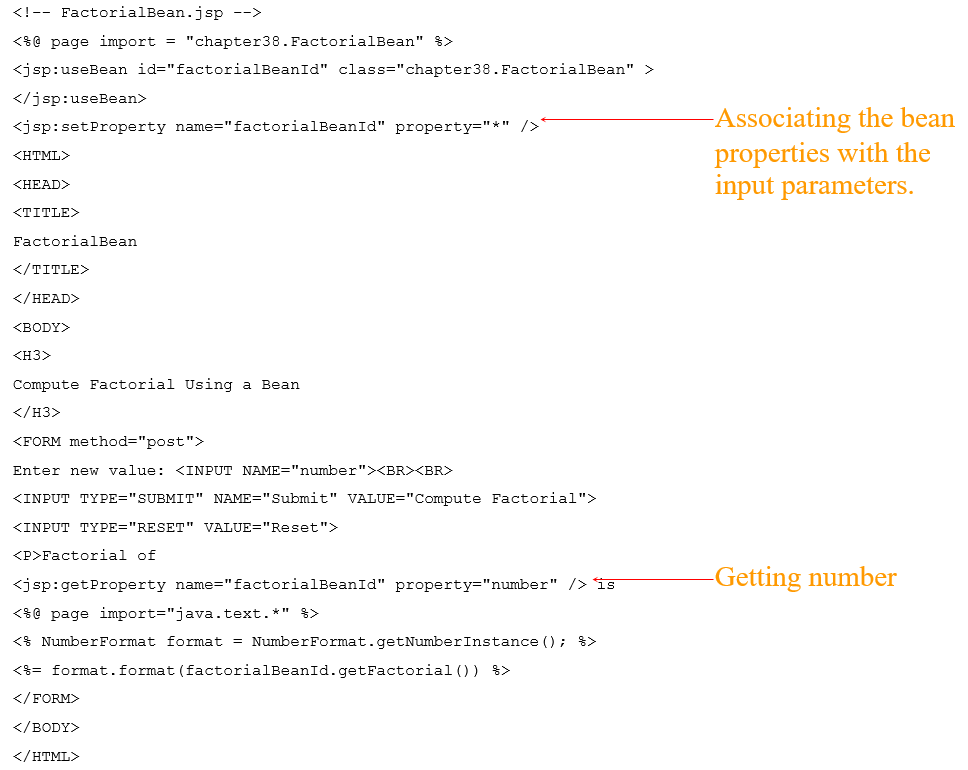 <!-- FactorialBean.jsp -->
<%@ page import = "chapter38.FactorialBean" %>
<jsp:useBean id="factorialBeanId" class="chapter38.FactorialBean" >
</jsp:useBean>
<jsp:setProperty name="factorialBeanId" property="*" />
Associating the bean
properties with the
input parameters.
<HTML>
<HEAD>
<TITLE>
FactorialBean
</TITLE>
</HEAD>
<BODY>
<H3>
Compute Factorial Using a Bean
</H3>
<FORM method="post">
Enter new value: <INPUT NAME="number"><BR><BR>
<INPUT TYPE="SUBMIT" NAME="Submit" VALUE="Compute Factorial">
<INPUT TYPE="RESET" VALUE="Reset">
<P>Factorial of
<jsp:getProperty name="factorialBeanId" property="number" /> is
Getting number
<%@ page import="java.text.*" %>
<% NumberFormat format = NumberFormat.getNumberInstance(); %>
<%= format.format(factorialBeanId.getFactorial()) %>
</FORM>
</BODY>
</HTML>